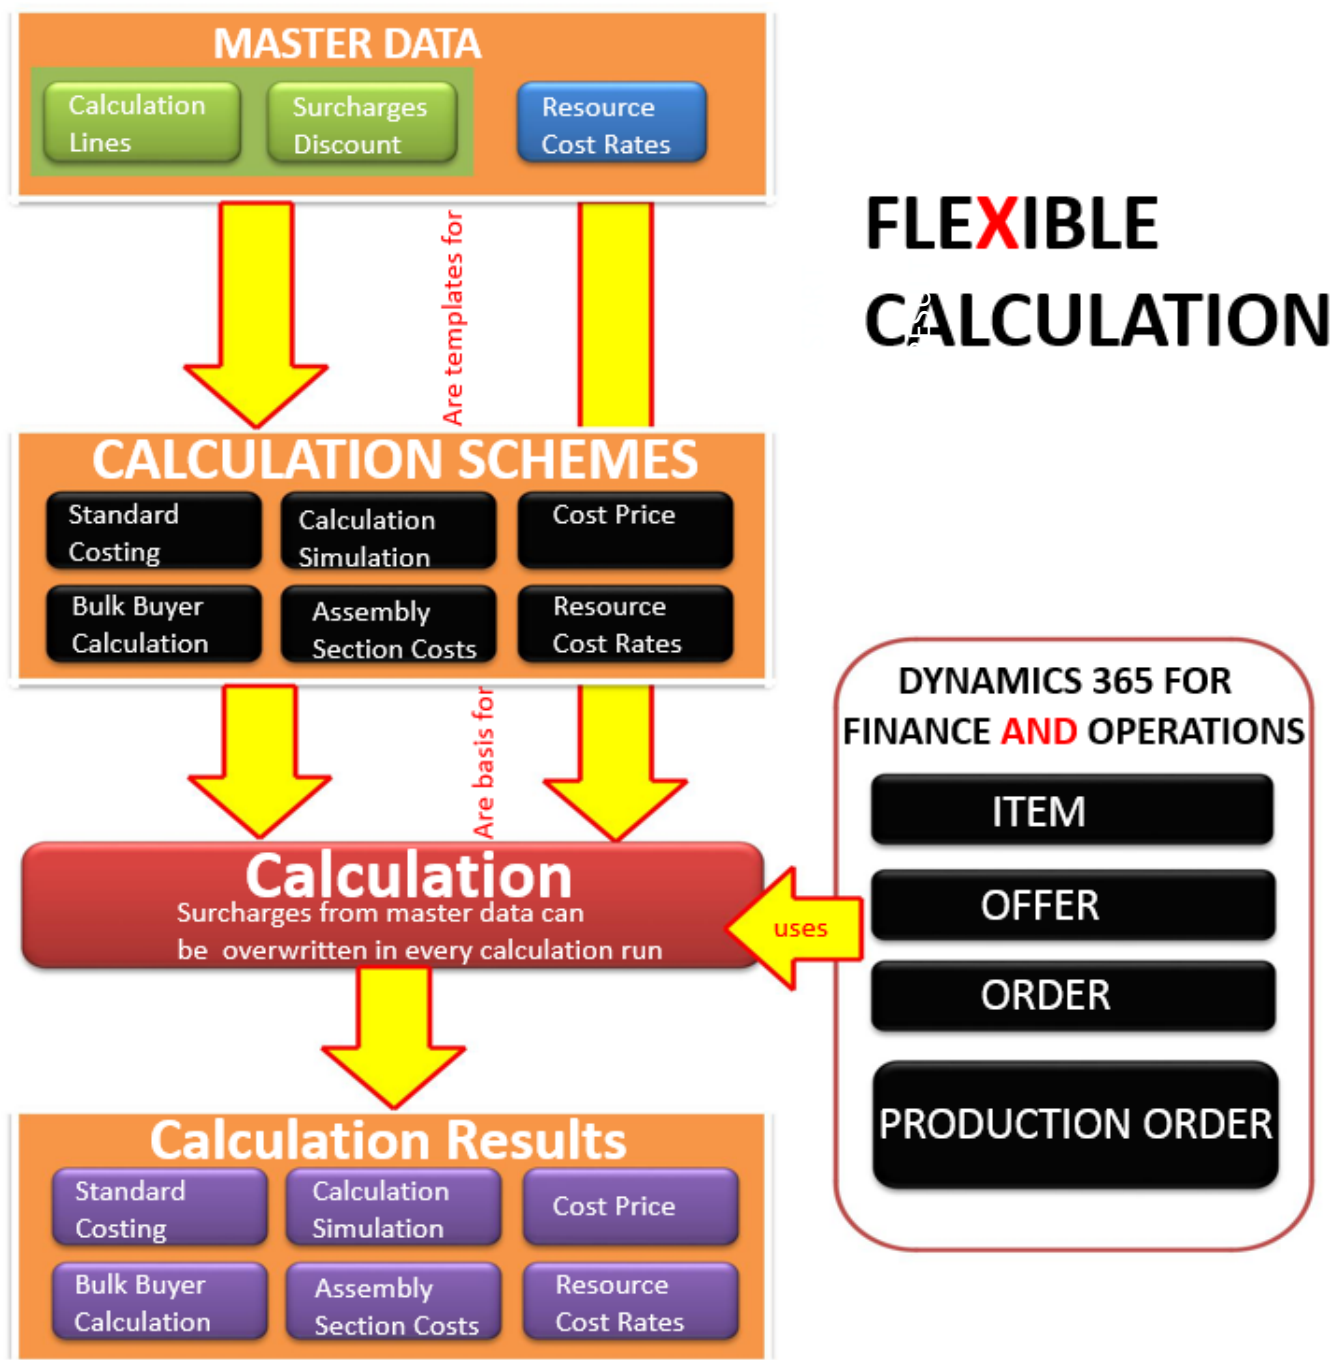 MASTER DATA
Calculation
Lines
Surcharges
Discount
Resource
Cost Rates
Are templates for
FLEXIBLE
CALCULATION
CALCULATION SCHEMES
Standard
Costing
Calculation
Simulation
Cost Price
Bulk Buyer
Calculation
Assembly
Section Costs
Resource
Cost Rates
Are basis for
Calculation
Surcharges from master data can
be overwritten in every calculation run
uses
DYNAMICS 365 FOR
FINANCE AND OPERATIONS
ITEM
OFFER
ORDER
PRODUCTION ORDER
Calculation Results
Standard
Costing
Calculation
Simulation
Cost Price
Bulk Buyer
Calculation
Assembly
Section Costs
Resource
Cost Rates